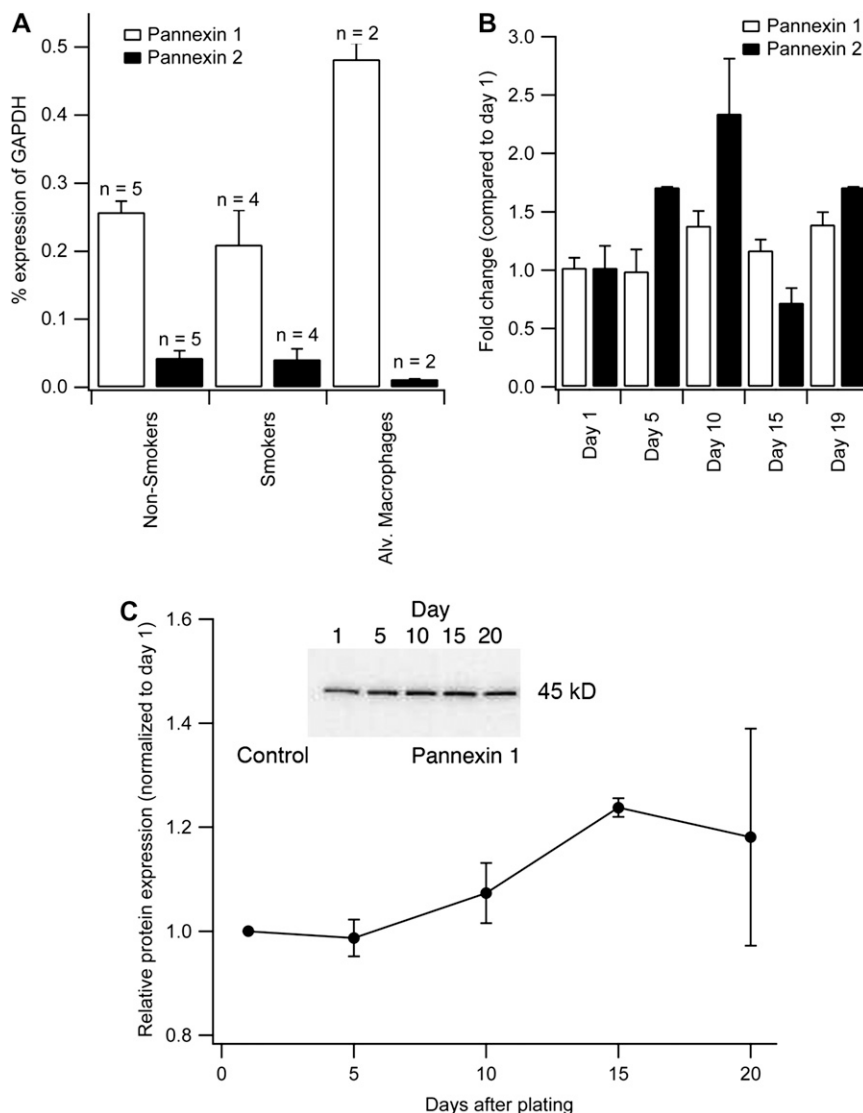 A
Pannexin 1
Pannexin 2
% expression of GAPDH
0.5
0.4
0.3
0.2
0.1
0.0
n = 5
n = 5
n = 4
n = 4
n = 2
n = 2
Non-Smokers
Smokers
Alv. Macrophages
B
Pannexin 1
Pannexin 2
Fold change (compared to day 1)
3.0
2.5
2.0
1.5
1.0
0.5
0.0
Day 1
Day 5
Day 10
Day 15
Day 19
C
Relative protein expression (normalized to day 1)
1.6
1.4
1.2
1.0
0.8
Day
1 5 10 15 20
45 kD
Control Pannexin 1
0 5 10 15 20
Days after plating